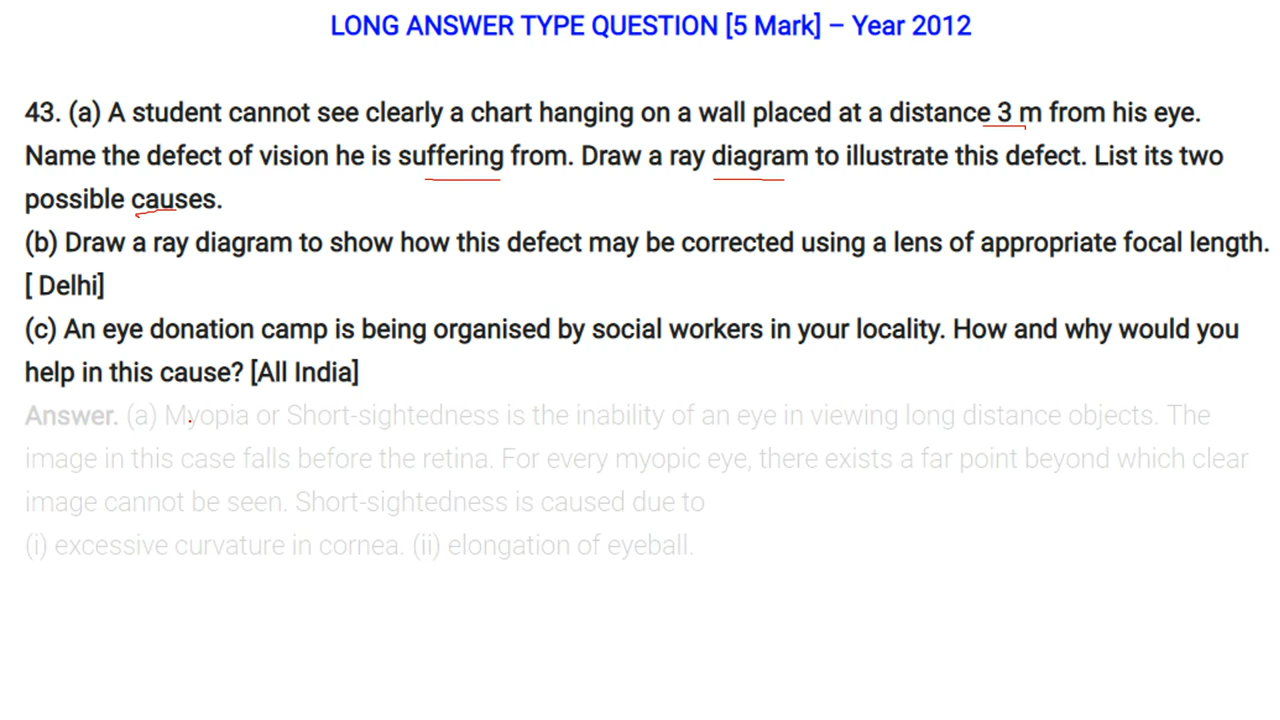 LONG ANSWER TYPE QUESTION [5 Mark] – Year 2012
43. (a) A student cannot see clearly a chart hanging on a wall placed at a distance 3 m from his eye.
Name the defect of vision he is suffering from. Draw a ray diagram to illustrate this defect. List its two
possible causes.
(b) Draw a ray diagram to show how this defect may be corrected using a lens of appropriate focal length.
[ Delhi]
(c) An eye donation camp is being organised by social workers in your locality. How and why would you
help in this cause? [All India]
Answer. (a) Myopia or Short-sightedness is the inability of an eye in viewing long distance objects. The
image in this case falls before the retina. For every myopic eye, there exists a far point beyond which clear
image cannot be seen. Short-sightedness is caused due to
(i) excessive curvature in cornea. (ii) elongation of eyeball.